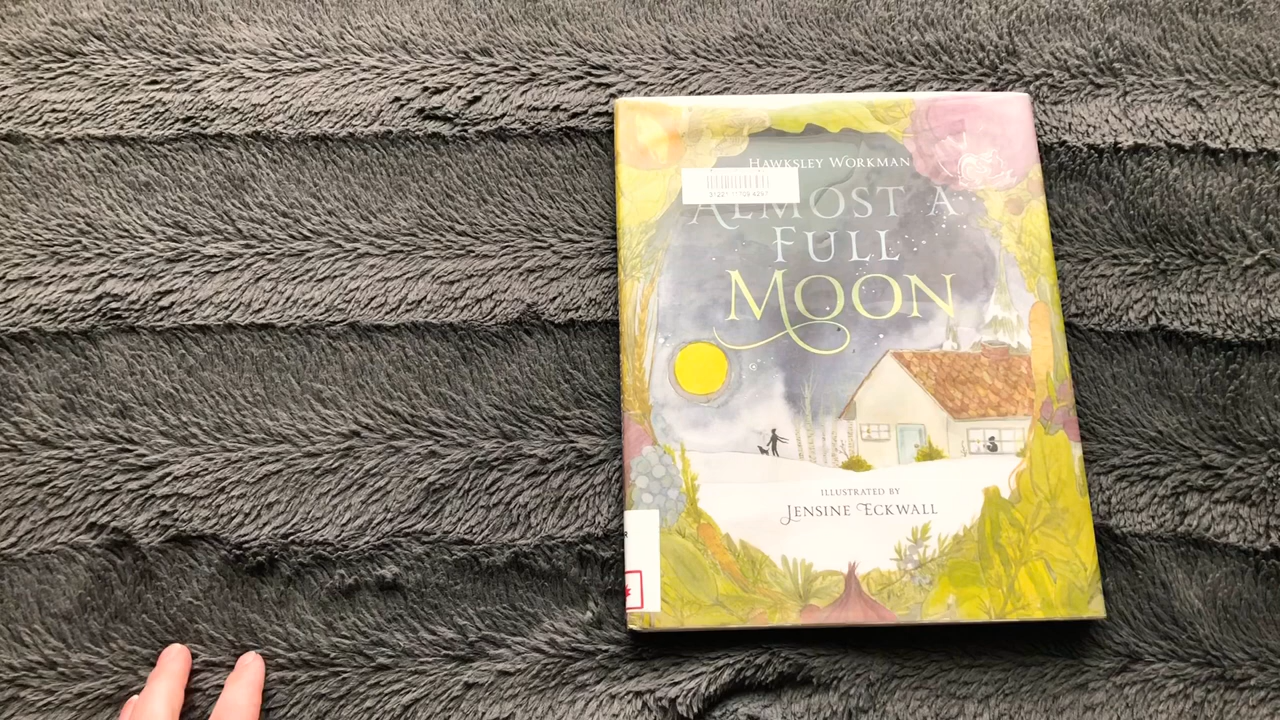 HAWKSLEY WORKMAN
ALMOST A
FULL
MOON
ILLUSTRATED BY
JENSINE ECKWALL
R